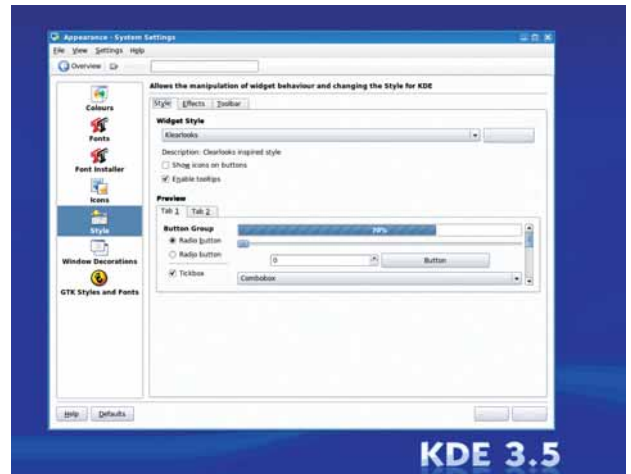 Appearance - System Settings
File View Settings Help
Overview
Allows the manipulation of widget behaviour and changing the Style for KDE
Colours
Fonts
Font Installer
Icons
Style
Window Decorations
GTK Styles and Fonts
Style Effects Toolbar
Widget Style
Klearlooks
Description: Clearlooks inspired style
Show icons on buttons
Enable tooltips
Preview
Tab 1 Tab 2
Button Group
70%
Radio button
Radio button
0 Button
Tickbox
Combobox
Help Defaults
KDE 3.5